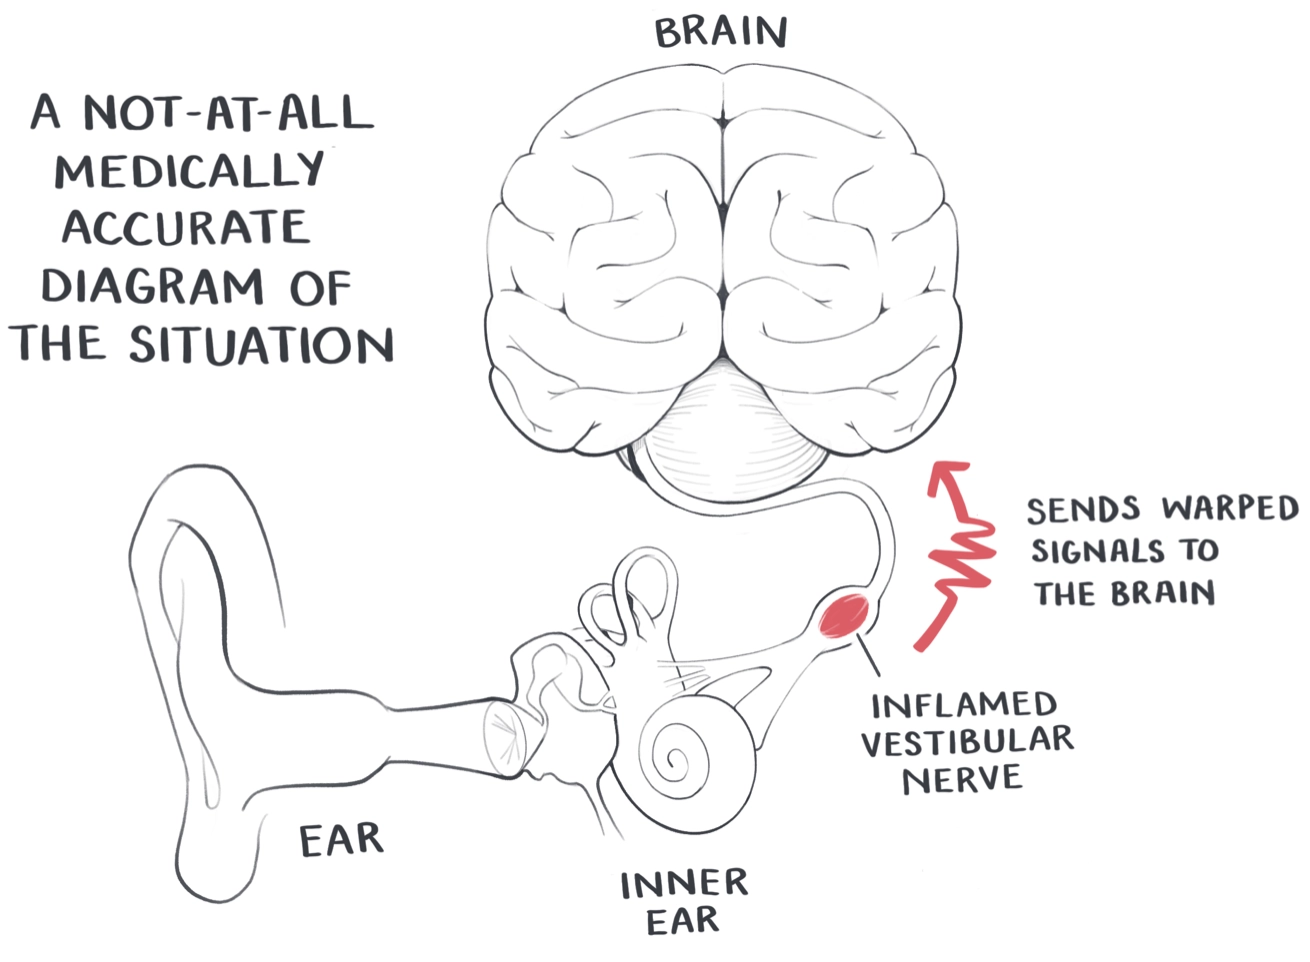 BRAIN
A NOT-AT-ALL
MEDICALLY
ACCURATE
DIAGRAM OF
THE SITUATION
SENDS WARPED
SIGNALS TO
THE BRAIN
INFLAMED
VESTIBULAR
NERVE
EAR
INNER
EAR